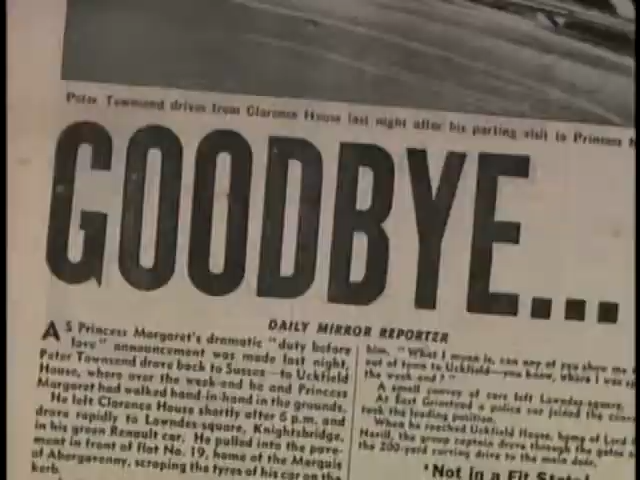 Peter Townsend drives from Clarence House last night after his parting visit to Princess
GOODBYE...
DAILY MIRROR REPORTER
AS Princess Margaret's dramatic "duty before
love" announcement was made last night,
Peter Townsend drove back to Sussex—to Uckfield
House, where over the week-end he and Princess
Margaret had walked hand-in-hand in the grounds.
He left Clarence House shortly after 6 p.m. and
drove rapidly to Lowndes-square, Knightsbridge,
in his green Renault car. He pulled into the pave-
ment in front of flat No. 19, home of the Marquis
of Abergavenny, scraping the tyres of his car on the
kerb.
him. "What I mean is, can any of you show me
out of town to Uckfield—you know, where I was
the week end?"
A small convoy of cars left Lowndes-square.
At East Grinstead a police car joined the
took the leading position.
When he reached Uckfield House, home of Lord
Nevill, the group captain drove through the gates
the 200-yard curving drive to the main door.
'Not in a Fit State'